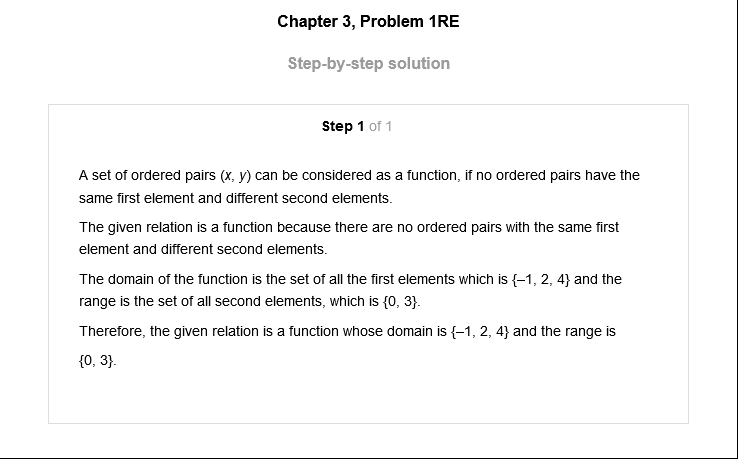 Chapter 3, Problem 1RE
Step-by-step solution
Step 1 of 1
A set of ordered pairs (x, y) can be considered as a function, if no ordered pairs have the
same first element and different second elements.
The given relation is a function because there are no ordered pairs with the same first
element and different second elements.
The domain of the function is the set of all the first elements which is {–1, 2, 4} and the
range is the set of all second elements, which is {0, 3}.
Therefore, the given relation is a function whose domain is {–1, 2, 4} and the range is
{0, 3}.